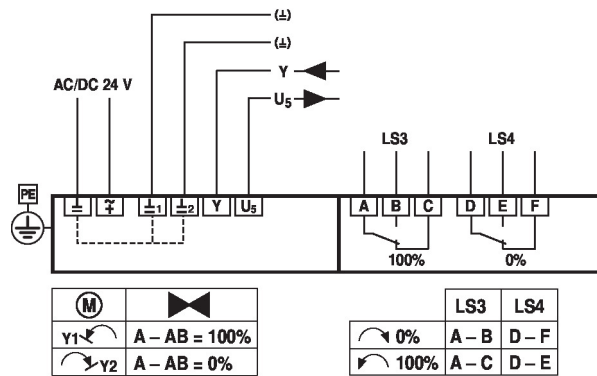 (⊥)
(⊥)
Y
U5
AC/DC 24 V
LS3 LS4
PE
⊥ ~+ ⊥1 ⊥2 Y U5 A B C D E F
100% 0%
M
Y1 A – AB = 100%
Y2 A – AB = 0%
LS3 LS4
0% A – B D – F
100% A – C D – E